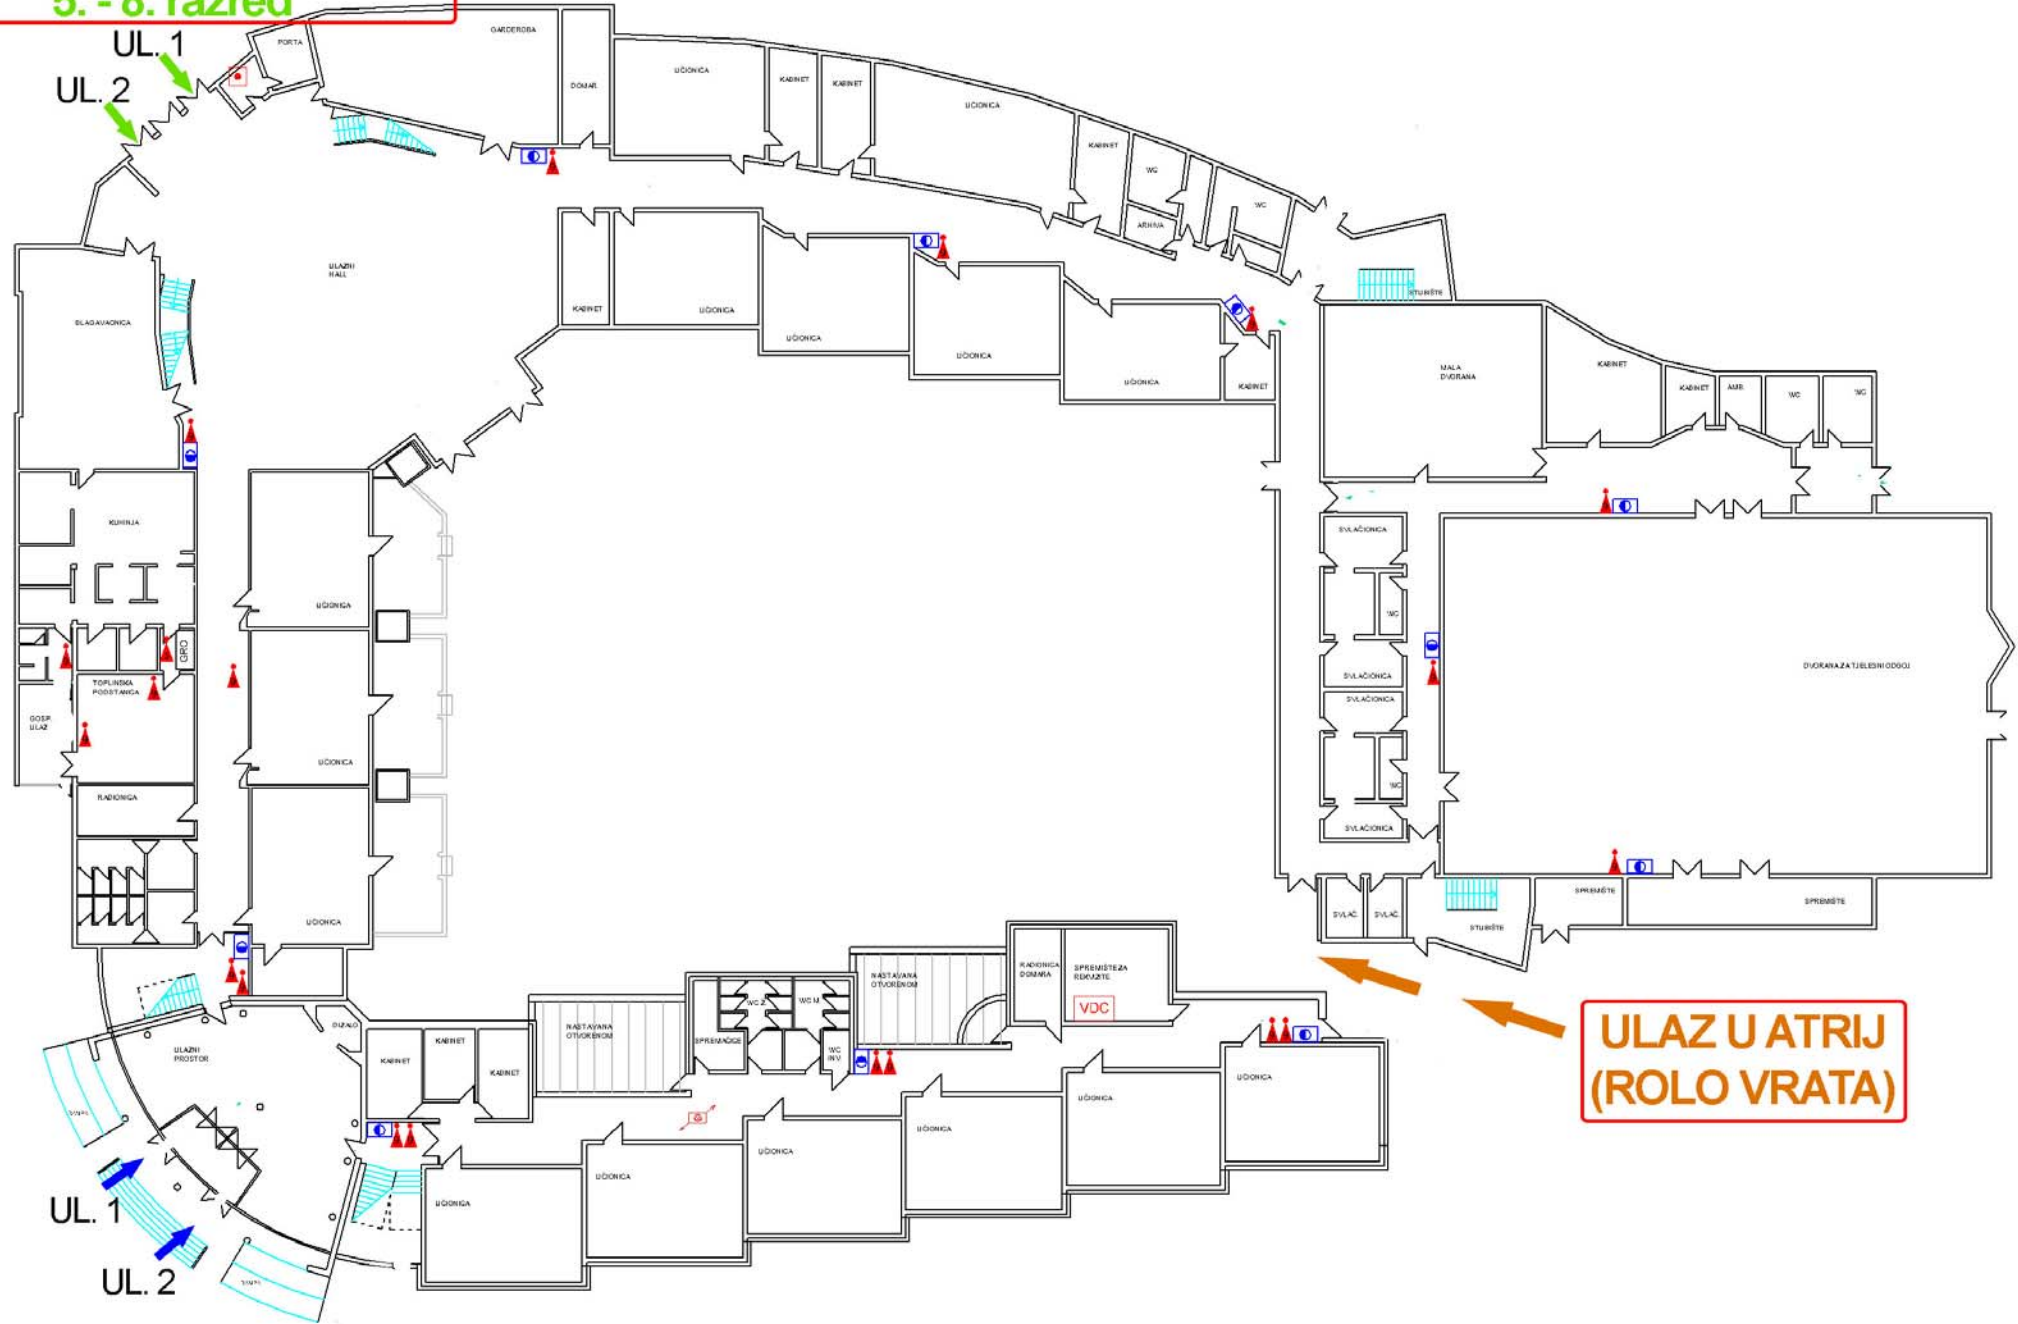 5. - 8. razred
UL. 1
UL. 2
PORTA
GARDEROBA
DOMAR
UČIONICA
KABINET
KABINET
UČIONICA
KABINET
WC
ARHIVA
WC
STUBIŠTE
ULAZNI
HALL
BLAGAVAONICA
KABINET
UČIONICA
UČIONICA
UČIONICA
UČIONICA
KABINET
MALA
DVORANA
KABINET
KABINET
AMB.
WC
WC
KUHINJA
UČIONICA
SVLAČIONICA
WC
SVLAČIONICA
SVLAČIONICA
WC
SVLAČIONICA
DVORANA ZA TJELESNI ODGOJ
GRO
TOPLINSKA
PODSTANICA
GOSP.
ULAZ
UČIONICA
RADIONICA
UČIONICA
SVLAČ.
SVLAČ.
STUBIŠTE
SPREMIŠTE
SPREMIŠTE
ULAZNI
PROSTOR
DIZALO
KABINET
KABINET
KABINET
NASTAVA NA
OTVORENOM
SPREMAČICE
WC Ž
WC M
WC
INV
NASTAVA NA
OTVORENOM
RADIONICA
DOMARA
SPREMIŠTE ZA
REKVIZITE
VDC
UČIONICA
UČIONICA
UČIONICA
UČIONICA
UČIONICA
UČIONICA
ULAZ U ATRIJ
(ROLO VRATA)
UL. 1
UL. 2